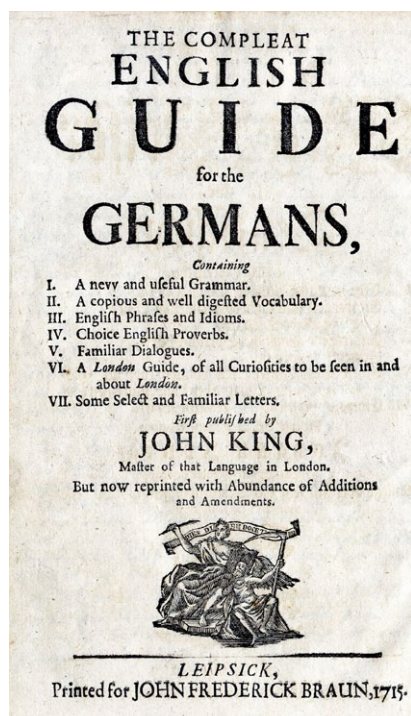 THE COMPLEAT
ENGLISH
GUIDE
for the
GERMANS,
Containing
I. A nevv and uſeful Grammar.
II. A copious and well digeſted Vocabulary.
III. Engliſh Phraſes and Idioms.
IV. Choice Engliſh Proverbs.
V. Familiar Dialogues.
VI. A London Guide, of all Curioſities to be ſeen in and
about London.
VII. Some Select and Familiar Letters.
Firſt publiſhed by
JOHN KING,
Maſter of that Language in London.
But now reprinted with Abundance of Additions
and Amendments.
LEIPSICK,
Printed for JOHN FREDERICK BRAUN, 1715.